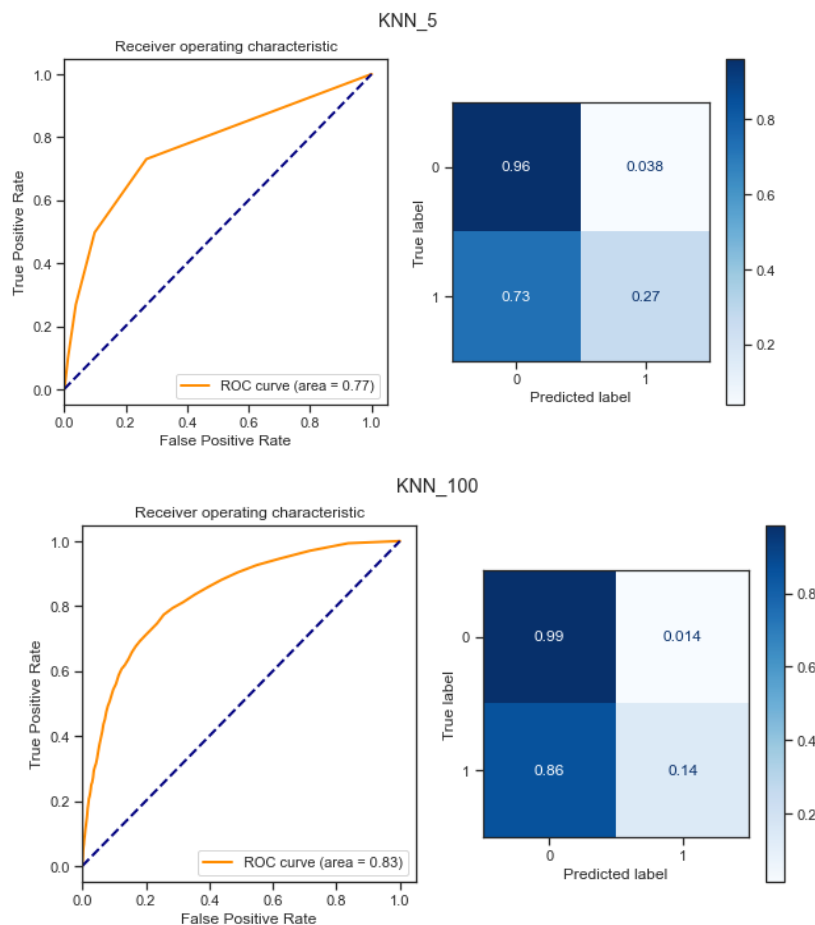 KNN_5
Receiver operating characteristic
1.0
0.8
0.6
0.4
0.2
0.0
True Positive Rate
0.0 0.2 0.4 0.6 0.8 1.0
False Positive Rate
ROC curve (area = 0.77)
0.96 0.038
0.73 0.27
0
1
True label
0 1
Predicted label
0.8
0.6
0.4
0.2
KNN_100
Receiver operating characteristic
1.0
0.8
0.6
0.4
0.2
0.0
True Positive Rate
0.0 0.2 0.4 0.6 0.8 1.0
False Positive Rate
ROC curve (area = 0.83)
0.99 0.014
0.86 0.14
0
1
True label
0 1
Predicted label
0.8
0.6
0.4
0.2